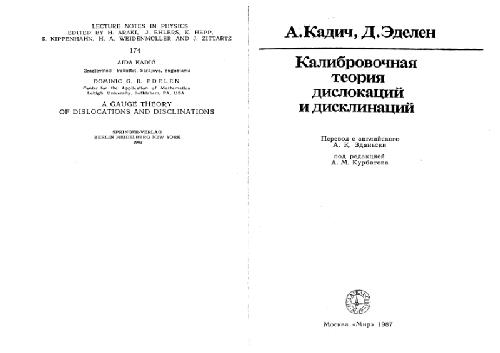 LECTURE NOTES IN PHYSICS
EDITED BY H. ARAKI, J. EHLERS, K. HEPP,
R. KIPPENHAHN, H. A. WEIDENMÜLLER, AND J. ZITTARTZ
174
AIDA KADIĆ
Sarajevo, Yugoslavia
DOMINIC G. B. EDELEN
Center for the Application of Mathematics
Lehigh University, Bethlehem, PA, USA
A GAUGE THEORY
OF DISLOCATIONS AND DISCLINATIONS
SPRINGER-VERLAG
BERLIN HEIDELBERG NEW YORK
1983
А.Кадич, Д.Эделен
Калибровочная
теория
дислокаций
и дисклинаций
Перевод с английского
А. К.
под редакцией
А. М. Курбатова
Москва «Мир» 1987